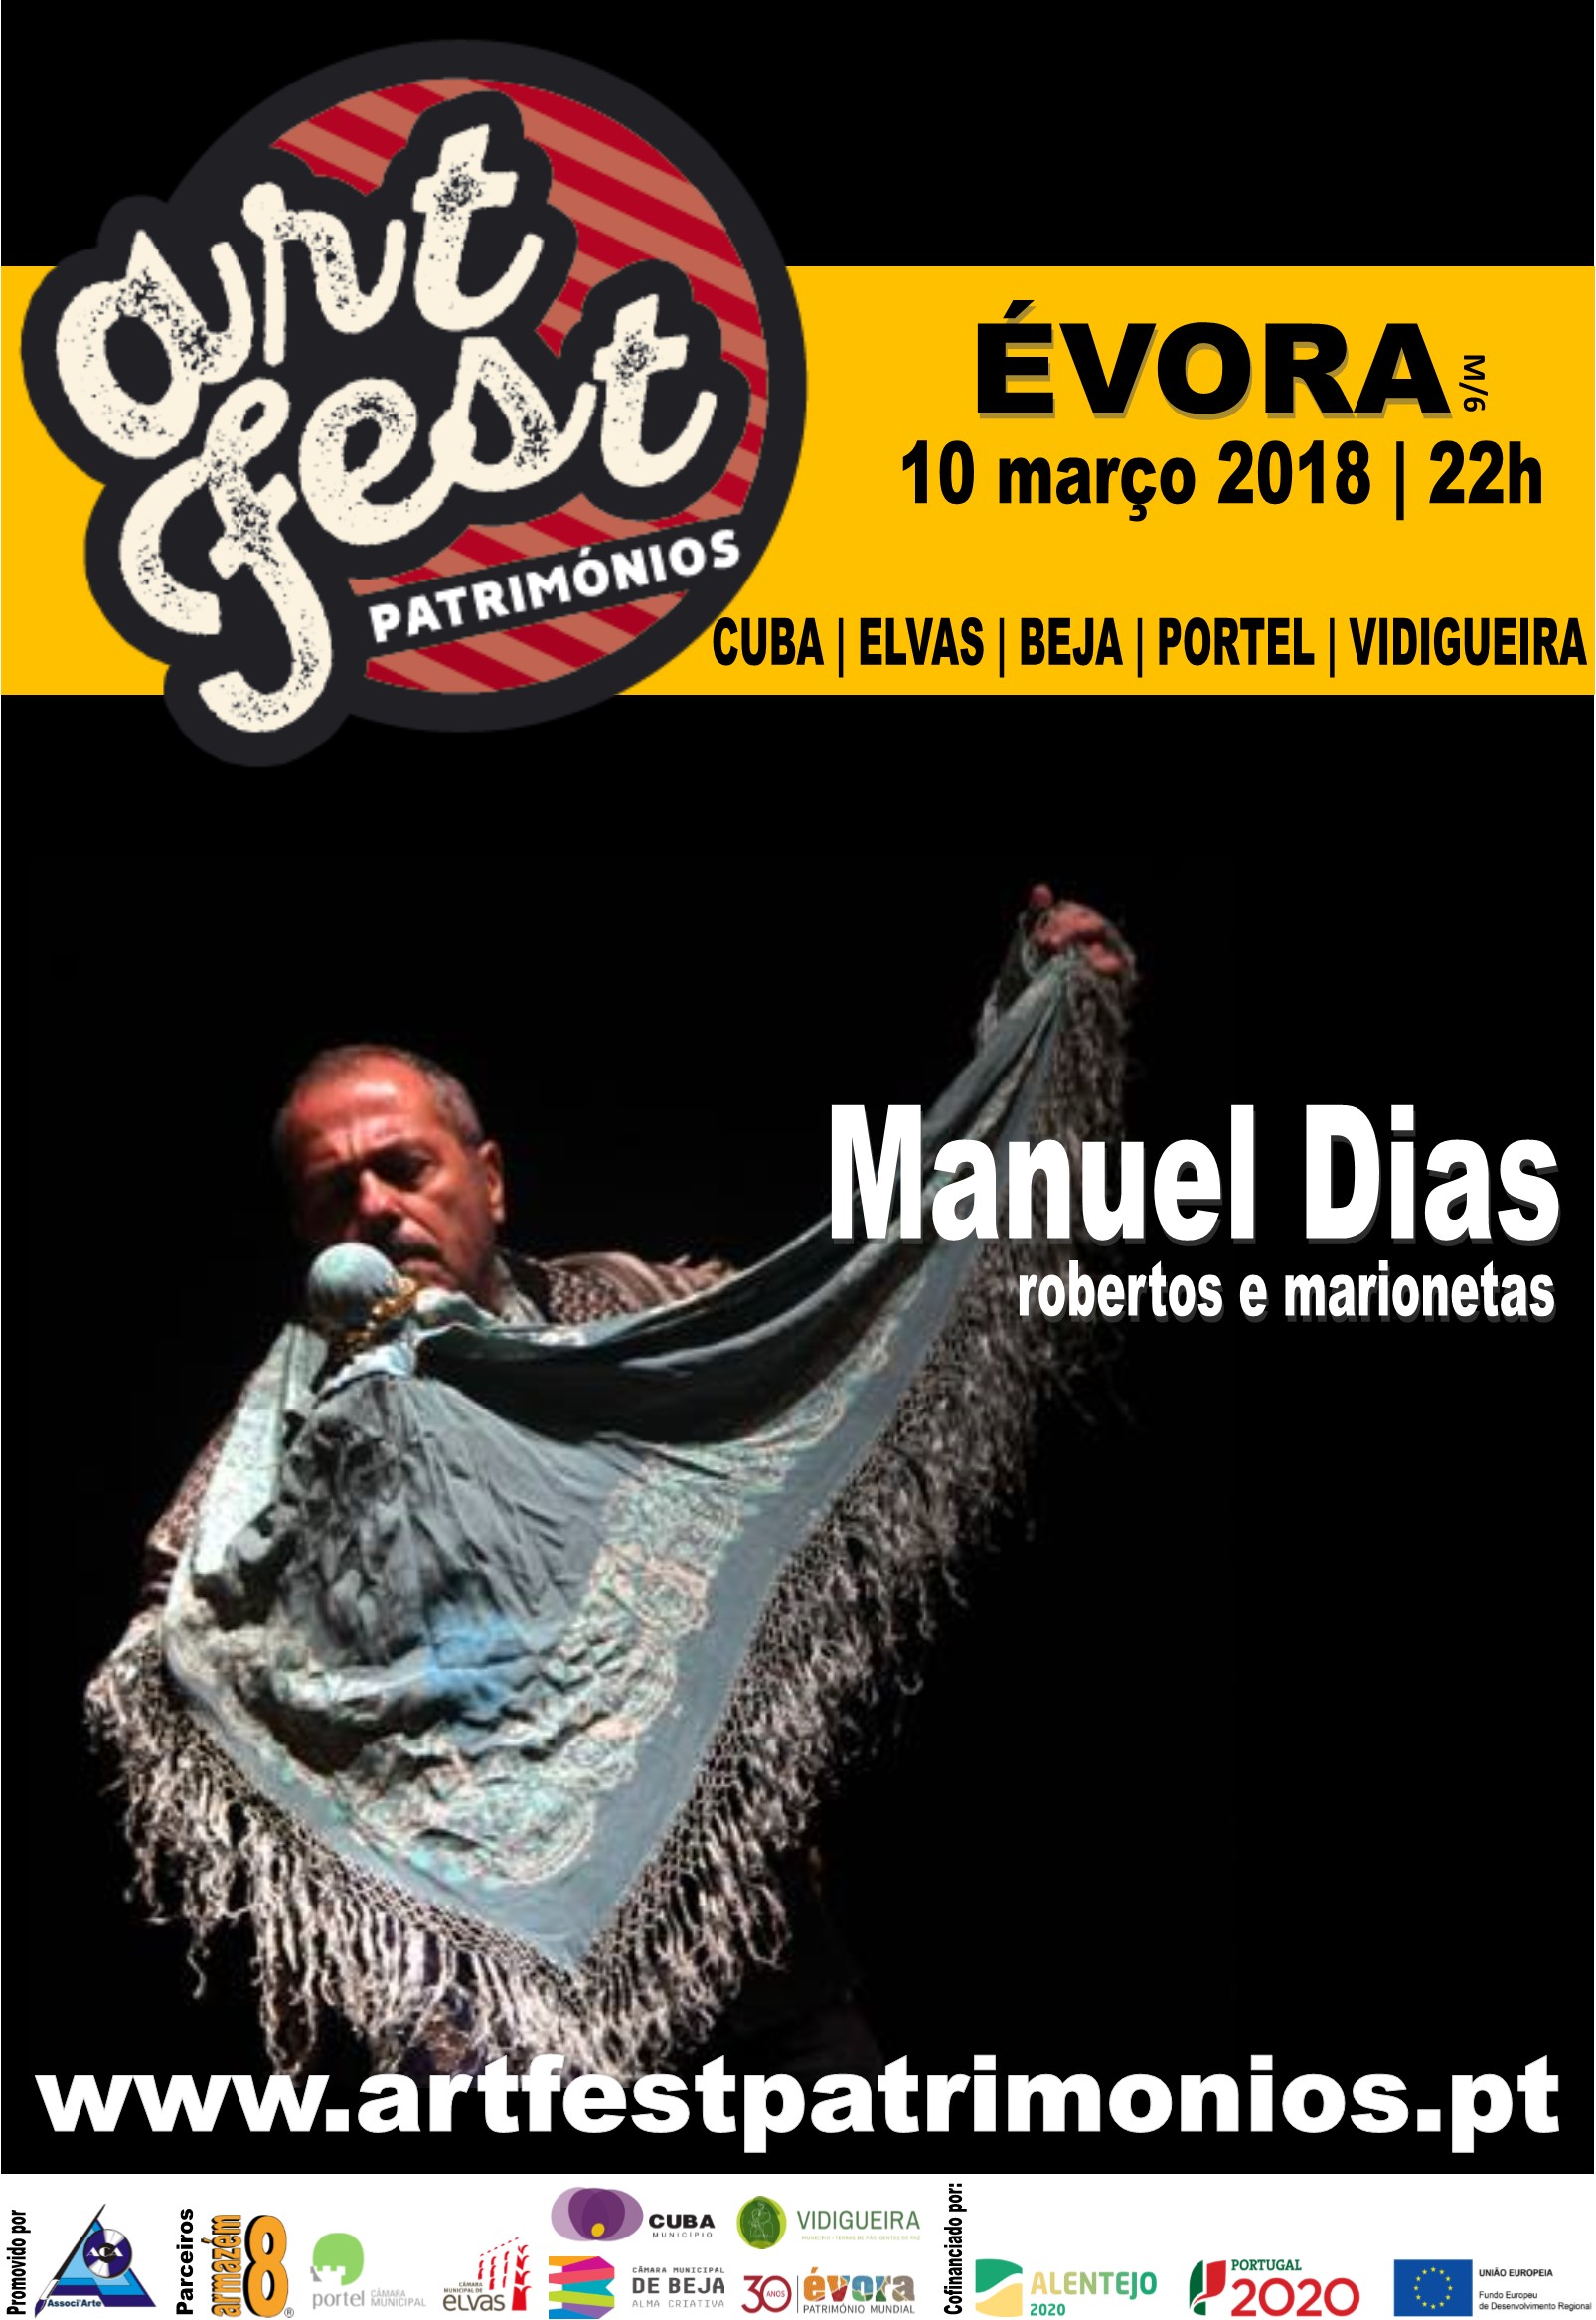 art
fest
PATRIMÓNIOS
ÉVORA M/6
10 março 2018 | 22h
CUBA | ELVAS | BEJA | PORTEL | VIDIGUEIRA
Manuel Dias
robertos e marionetas
www.artfestpatrimonios.pt
Promovido por
ACA
Associ'Arte
Parceiros
armazém 8 ®
portel CÂMARA MUNICIPAL
CÂMARA MUNICIPAL DE
elvas
CUBA
MUNICÍPIO
VIDIGUEIRA
CÂMARA MUNICIPAL
DE BEJA
ALMA CRIATIVA
30 ANOS
évora
PATRIMÓNIO MUNDIAL
Cofinanciado por:
ALENTEJO
2020
PORTUGAL
2020
UNIÃO EUROPEIA
Fundo Europeu
de Desenvolvimento Regional